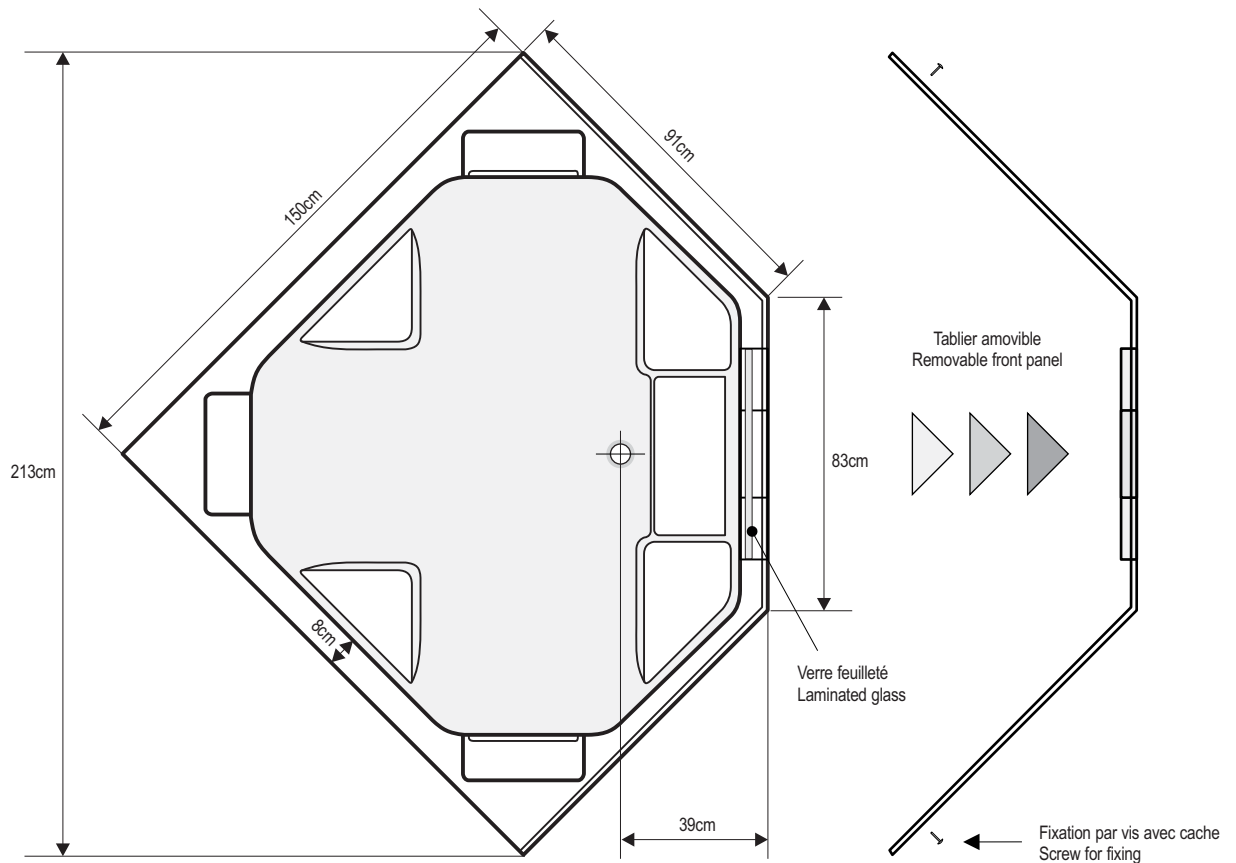 91cm
150cm
Tablier amovible
Removable front panel
213cm
83cm
8cm
Verre feuilleté
Laminated glass
39cm
Fixation par vis avec cache
Screw for fixing